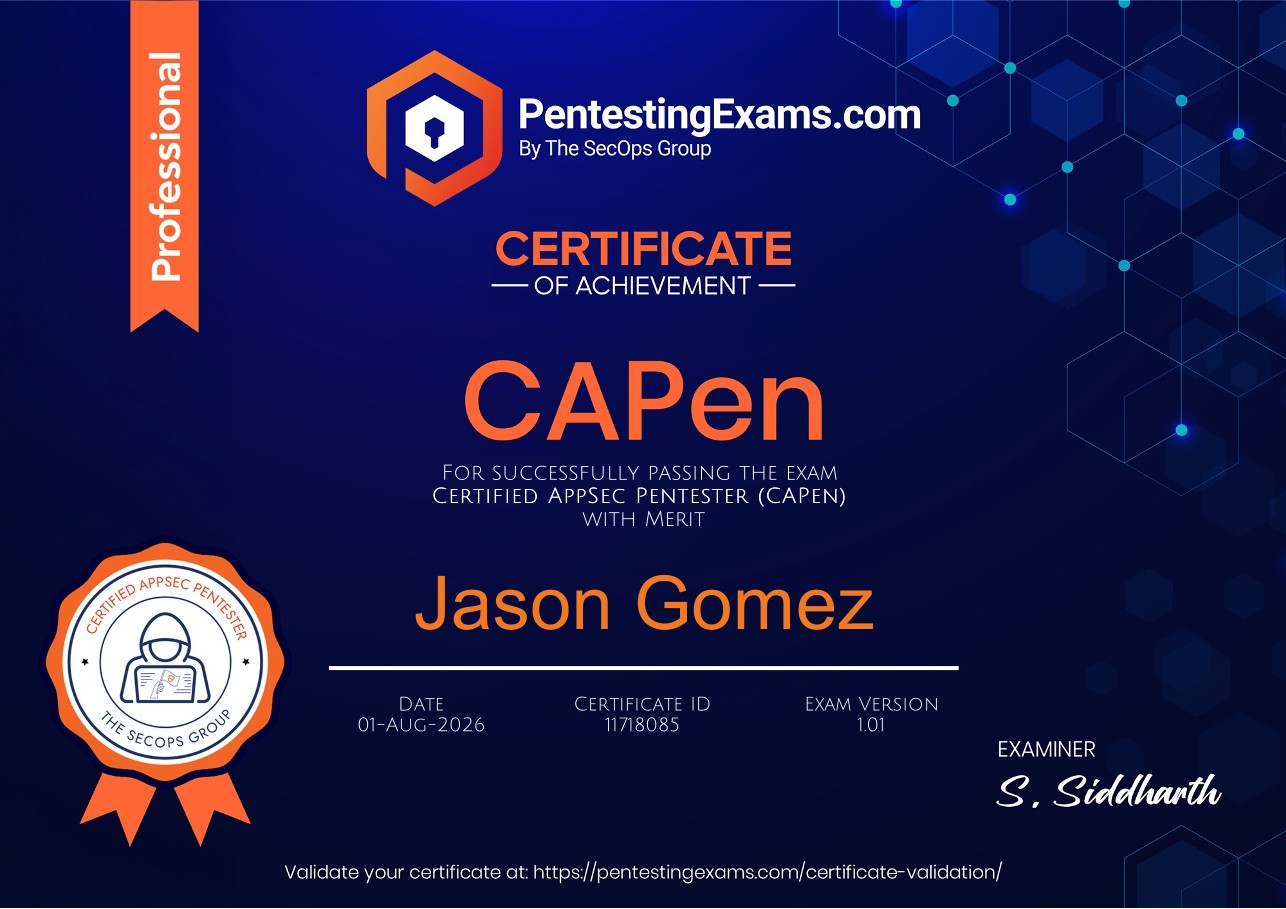 Professional
PentestingExams.com
By The SecOps Group
CERTIFICATE
OF ACHIEVEMENT
CAPen
For successfully passing the exam
Certified AppSec Pentester (CAPen)
with Merit
Jason Gomez
CERTIFIED APPSEC PENTESTER
THE SECOPS GROUP
Date
01-Aug-2026
Certificate ID
11718085
Exam Version
1.01
EXAMINER
S. Siddharth
Validate your certificate at: https://pentestingexams.com/certificate-validation/